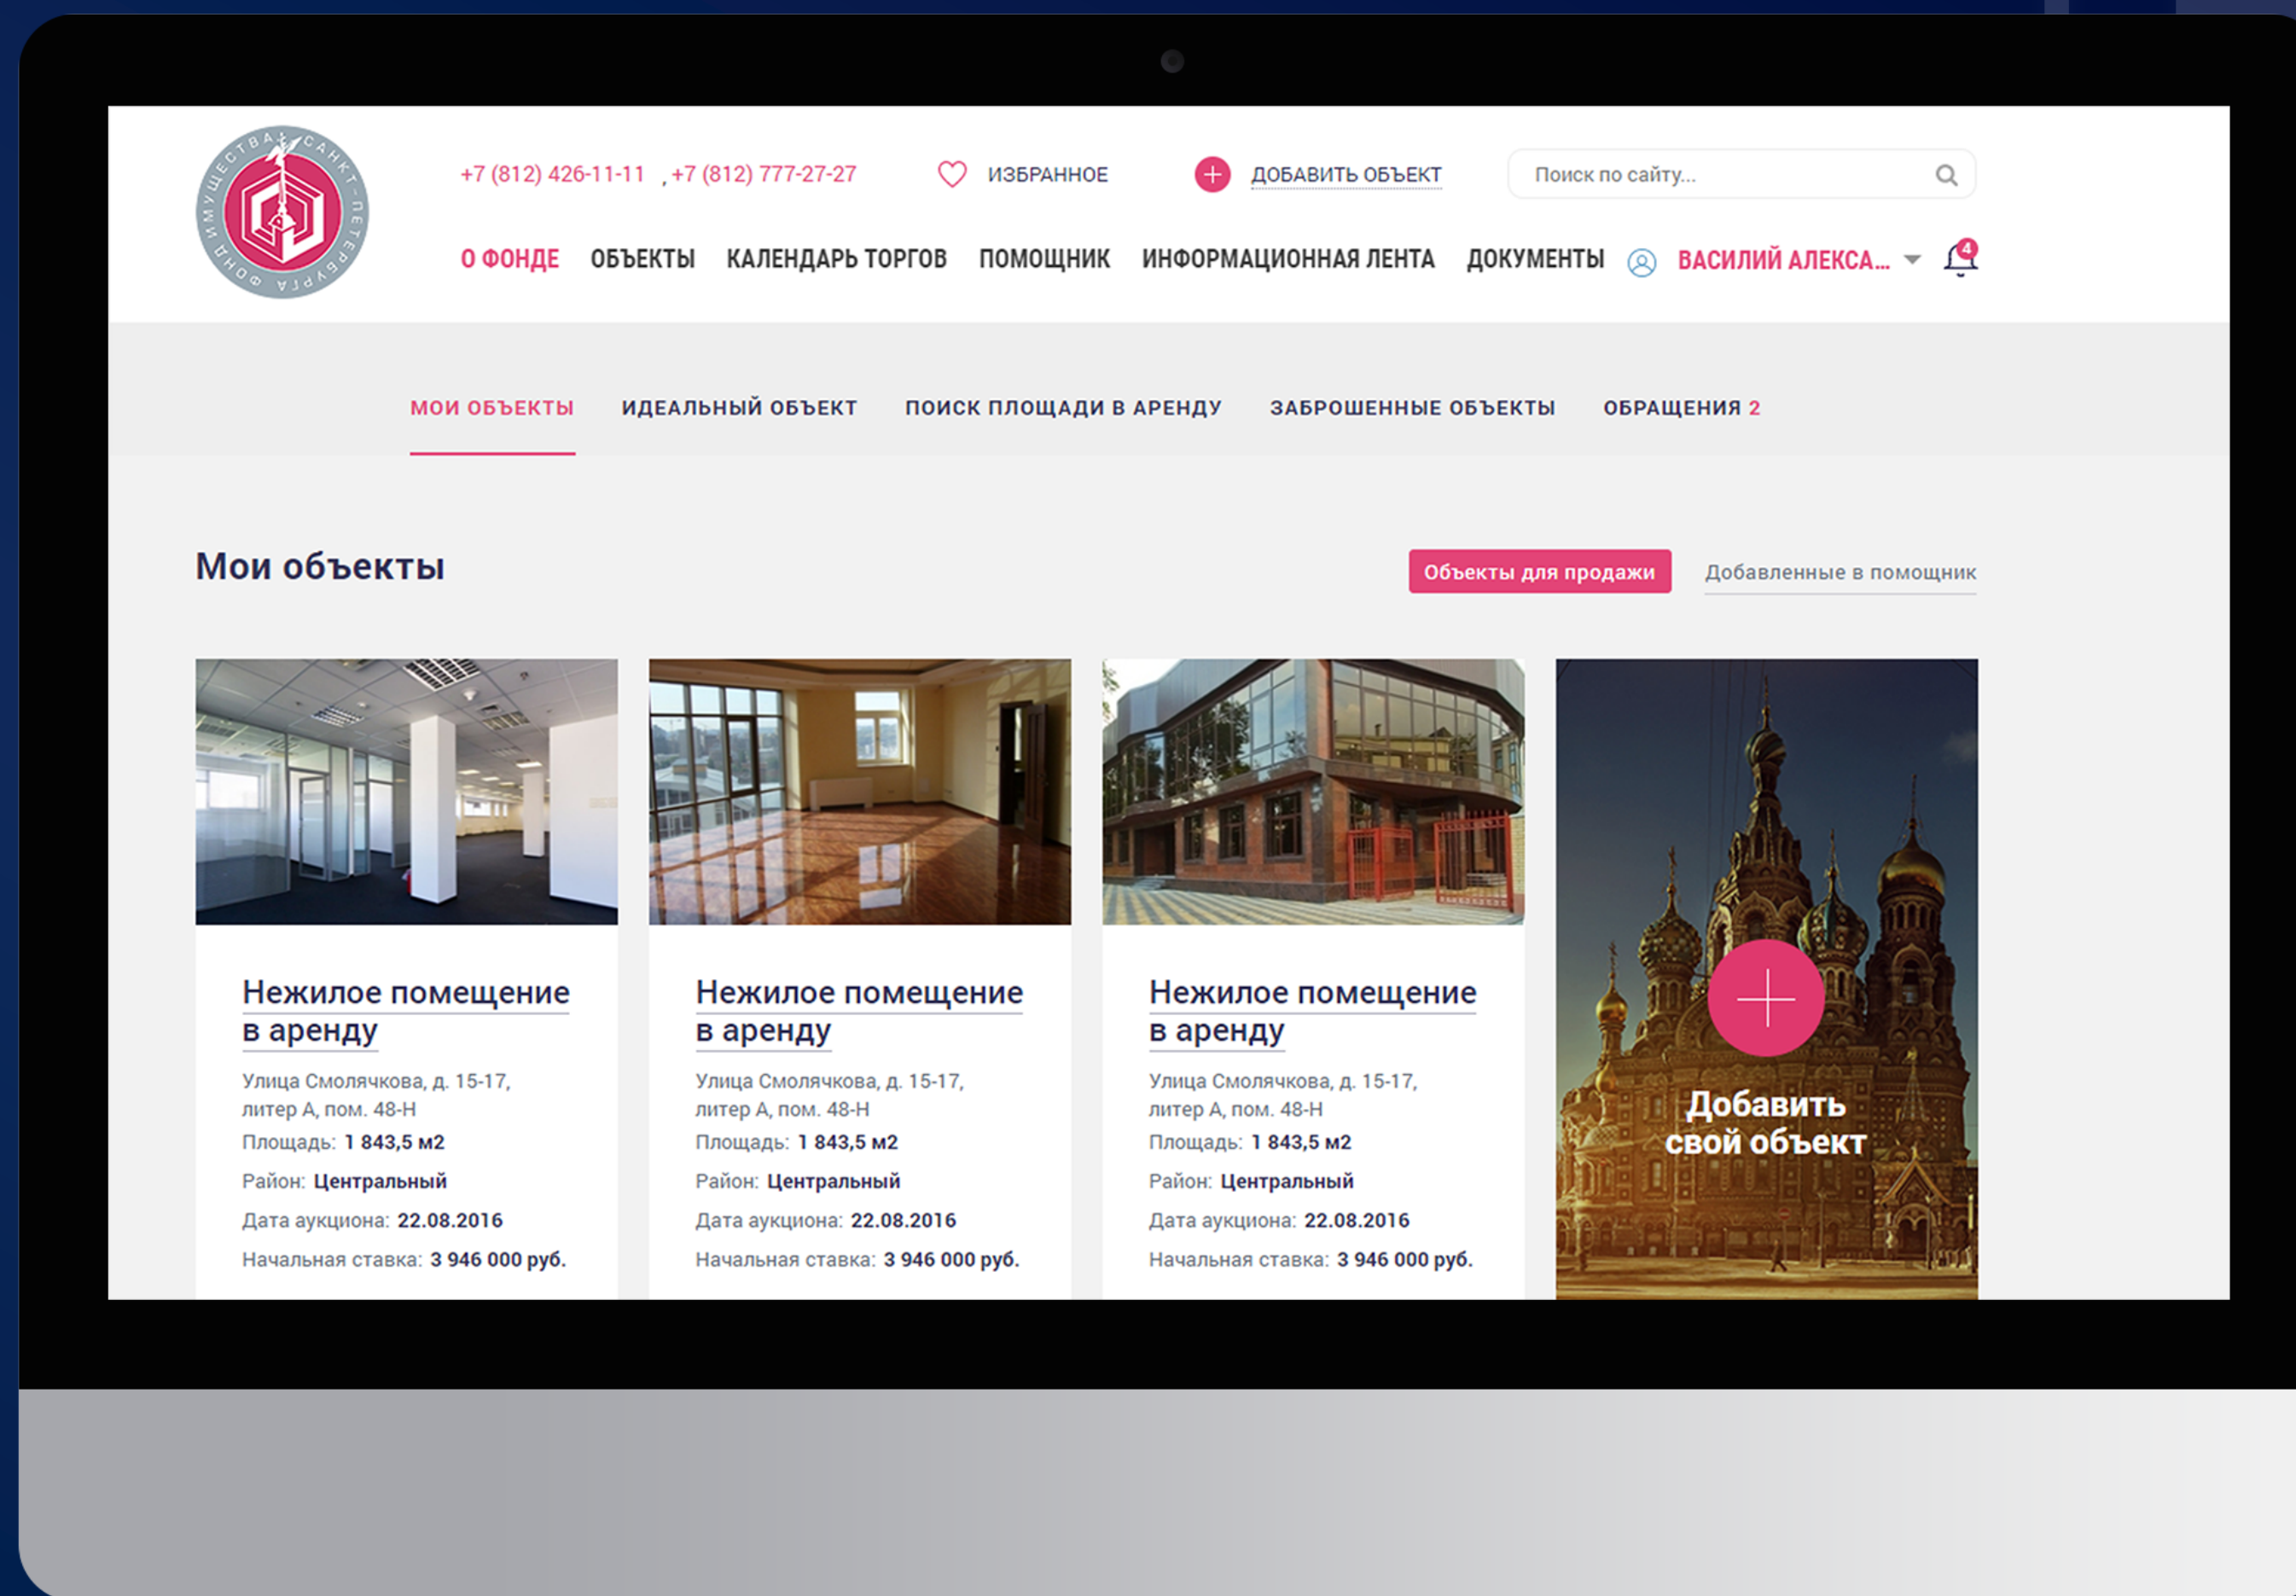 ФОНД ИМУЩЕСТВА САНКТ-ПЕТЕРБУРГА
+7 (812) 426-11-11 , +7 (812) 777-27-27
ИЗБРАННОЕ
ДОБАВИТЬ ОБЪЕКТ
Поиск по сайту...
О ФОНДЕ ОБЪЕКТЫ КАЛЕНДАРЬ ТОРГОВ ПОМОЩНИК ИНФОРМАЦИОННАЯ ЛЕНТА ДОКУМЕНТЫ ВАСИЛИЙ АЛЕКСА... 4
МОИ ОБЪЕКТЫ ИДЕАЛЬНЫЙ ОБЪЕКТ ПОИСК ПЛОЩАДИ В АРЕНДУ ЗАБРОШЕННЫЕ ОБЪЕКТЫ ОБРАЩЕНИЯ 2
Мои объекты
Объекты для продажи
Добавленные в помощник
Нежилое помещение
в аренду
Улица Смолячкова, д. 15-17,
литер А, пом. 48-Н
Площадь: 1 843,5 м2
Район: Центральный
Дата аукциона: 22.08.2016
Начальная ставка: 3 946 000 руб.
Нежилое помещение
в аренду
Улица Смолячкова, д. 15-17,
литер А, пом. 48-Н
Площадь: 1 843,5 м2
Район: Центральный
Дата аукциона: 22.08.2016
Начальная ставка: 3 946 000 руб.
Нежилое помещение
в аренду
Улица Смолячкова, д. 15-17,
литер А, пом. 48-Н
Площадь: 1 843,5 м2
Район: Центральный
Дата аукциона: 22.08.2016
Начальная ставка: 3 946 000 руб.
Добавить
свой объект